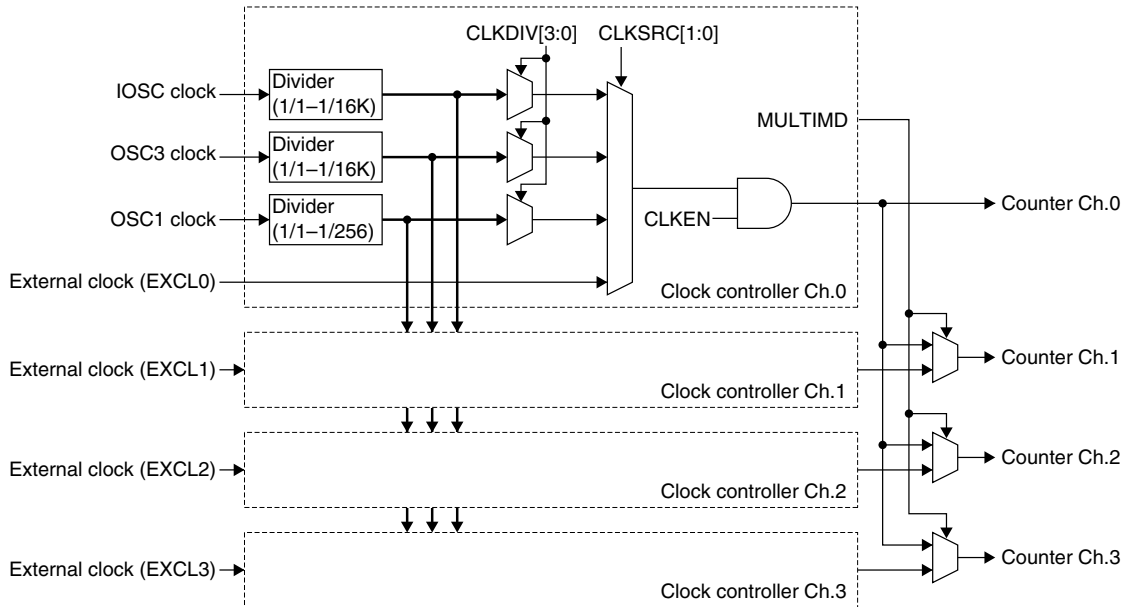 CLKDIV[3:0]
CLKSRC[1:0]
IOSC clock
Divider
(1/1–1/16K)
MULTIMD
OSC3 clock
Divider
(1/1–1/16K)
OSC1 clock
Divider
(1/1–1/256)
CLKEN
Counter Ch.0
External clock (EXCL0)
Clock controller Ch.0
External clock (EXCL1)
Clock controller Ch.1
Counter Ch.1
External clock (EXCL2)
Clock controller Ch.2
Counter Ch.2
External clock (EXCL3)
Clock controller Ch.3
Counter Ch.3